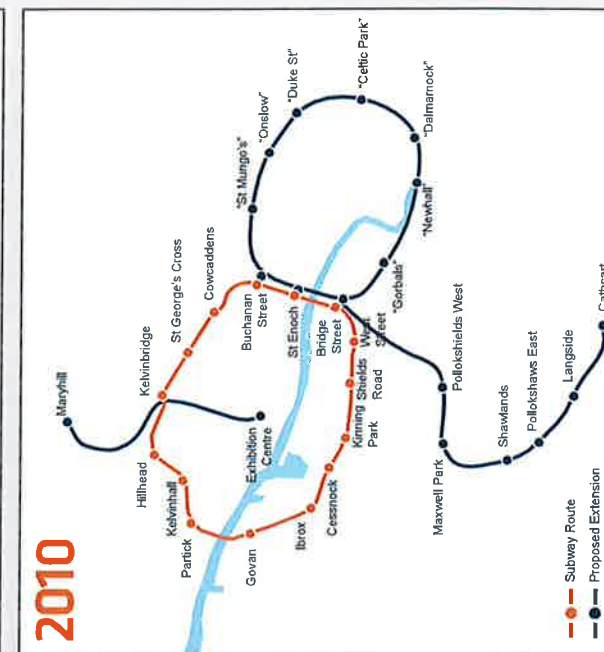 2010
Maryhill
Kelvinbridge
St George's Cross
Cowcaddens
"St Mungo's"
"Onslow"
"Duke St"
"Celtic Park"
"Dalmarnock"
"Newhall"
"Gorbals"
Hillhead
Kelvinhall
Partick
Govan
Ibrox
Cessnock
Kinning
Park
Shields
Road
West
Street
Bridge
Street
St Enoch
Buchanan
Street
Exhibition
Centre
Pollokshields West
Maxwell Park
Shawlands
Pollokshaws East
Langside
Cathcart
Subway Route
Proposed Extension